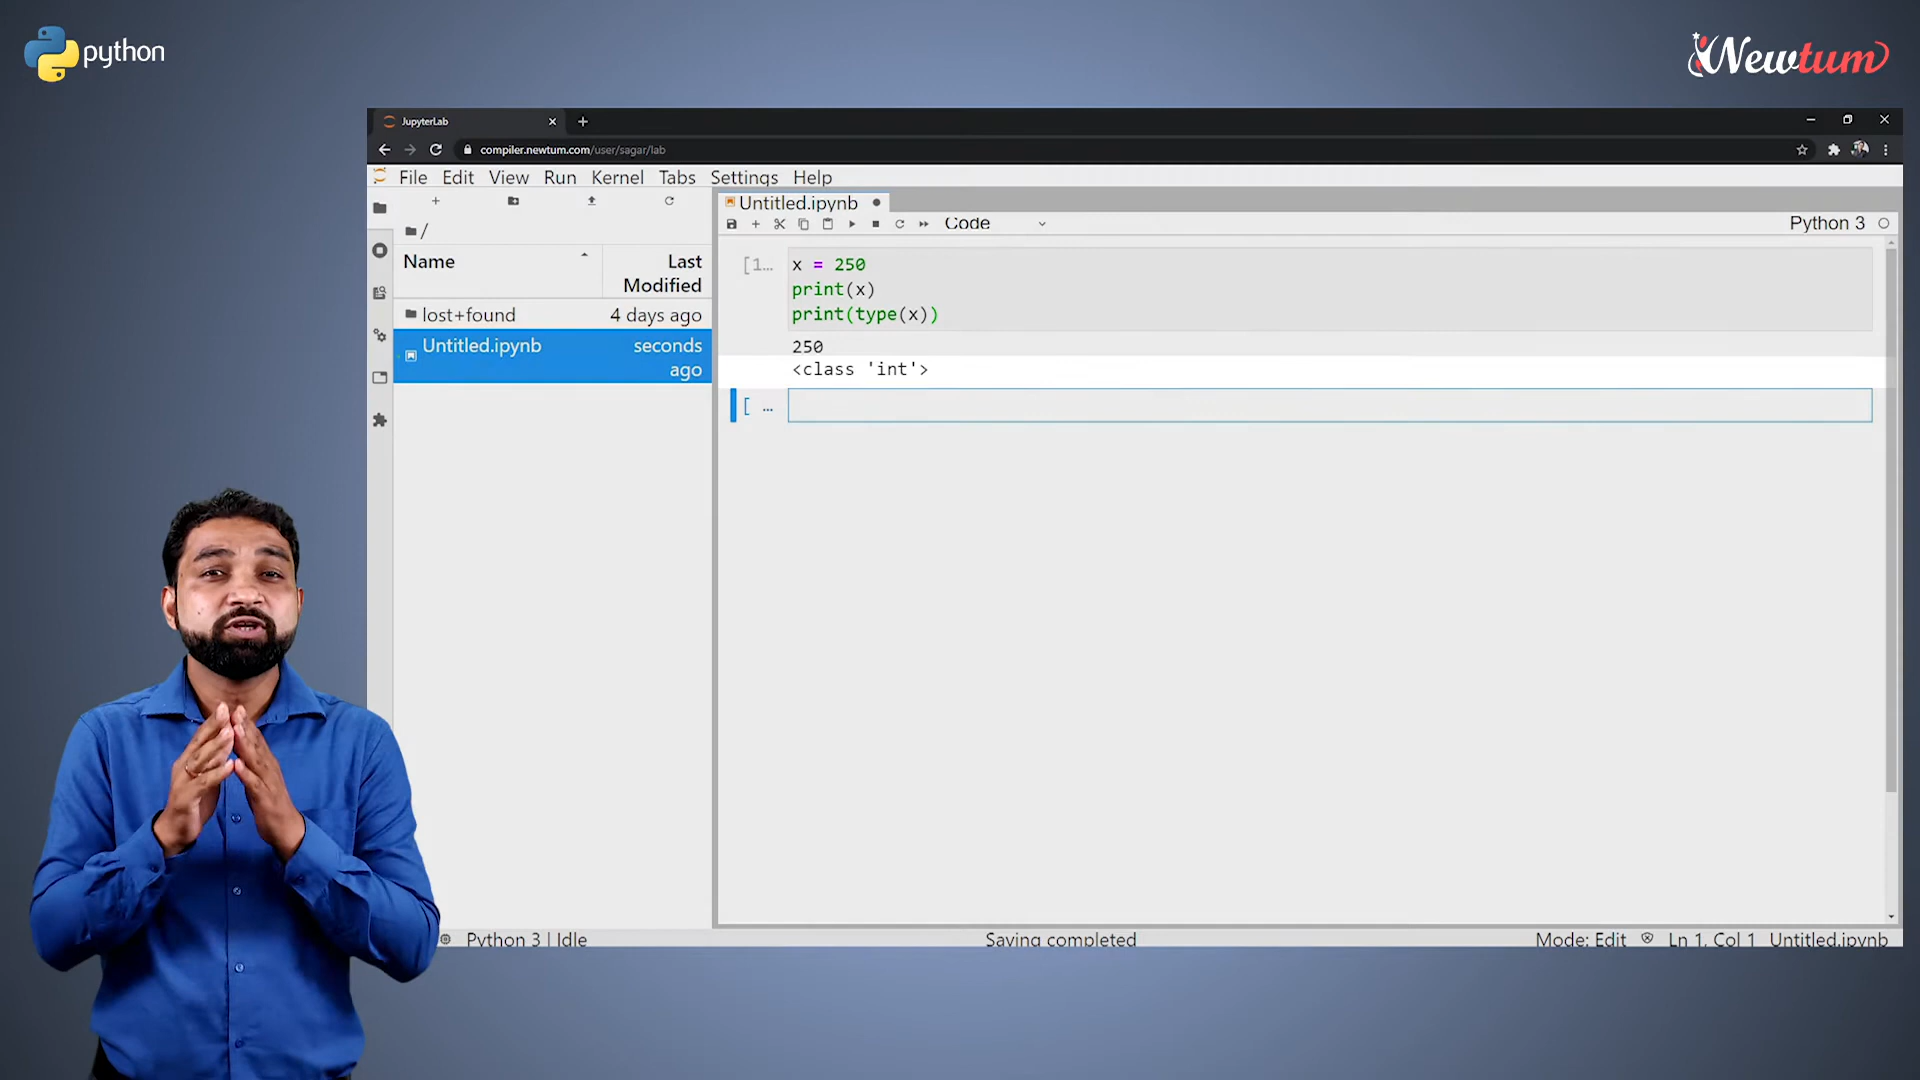 python
Newtum
JupyterLab
compiler.newtum.com/user/sagar/lab
File Edit View Run Kernel Tabs Settings Help
Untitled.ipynb
Code
Python 3
/
Name
Last Modified
lost+found
4 days ago
Untitled.ipynb
seconds ago
[1...
x = 250
print(x)
print(type(x))
250
<class 'int'>
[ ...
Python 3 | Idle
Saving completed
Mode: Edit
Ln 1, Col 1
Untitled.ipynb